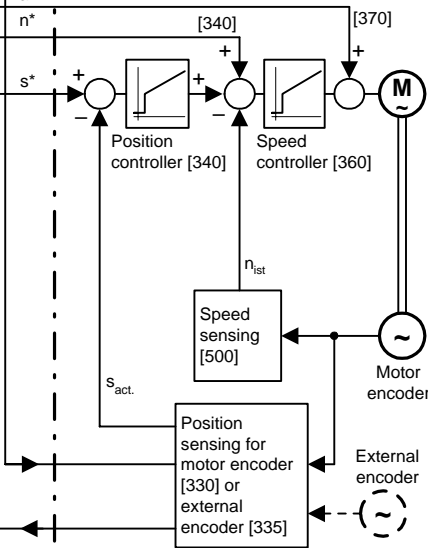 n*
[340]
[370]
+
+
s*
+
+
M
~
−
−
Position
controller [340]
Speed
controller [360]
n ist
Speed
sensing
[500]
~
Motor
encoder
s act.
Position
sensing for
motor encoder
[330] or
external
encoder [335]
External
encoder
~